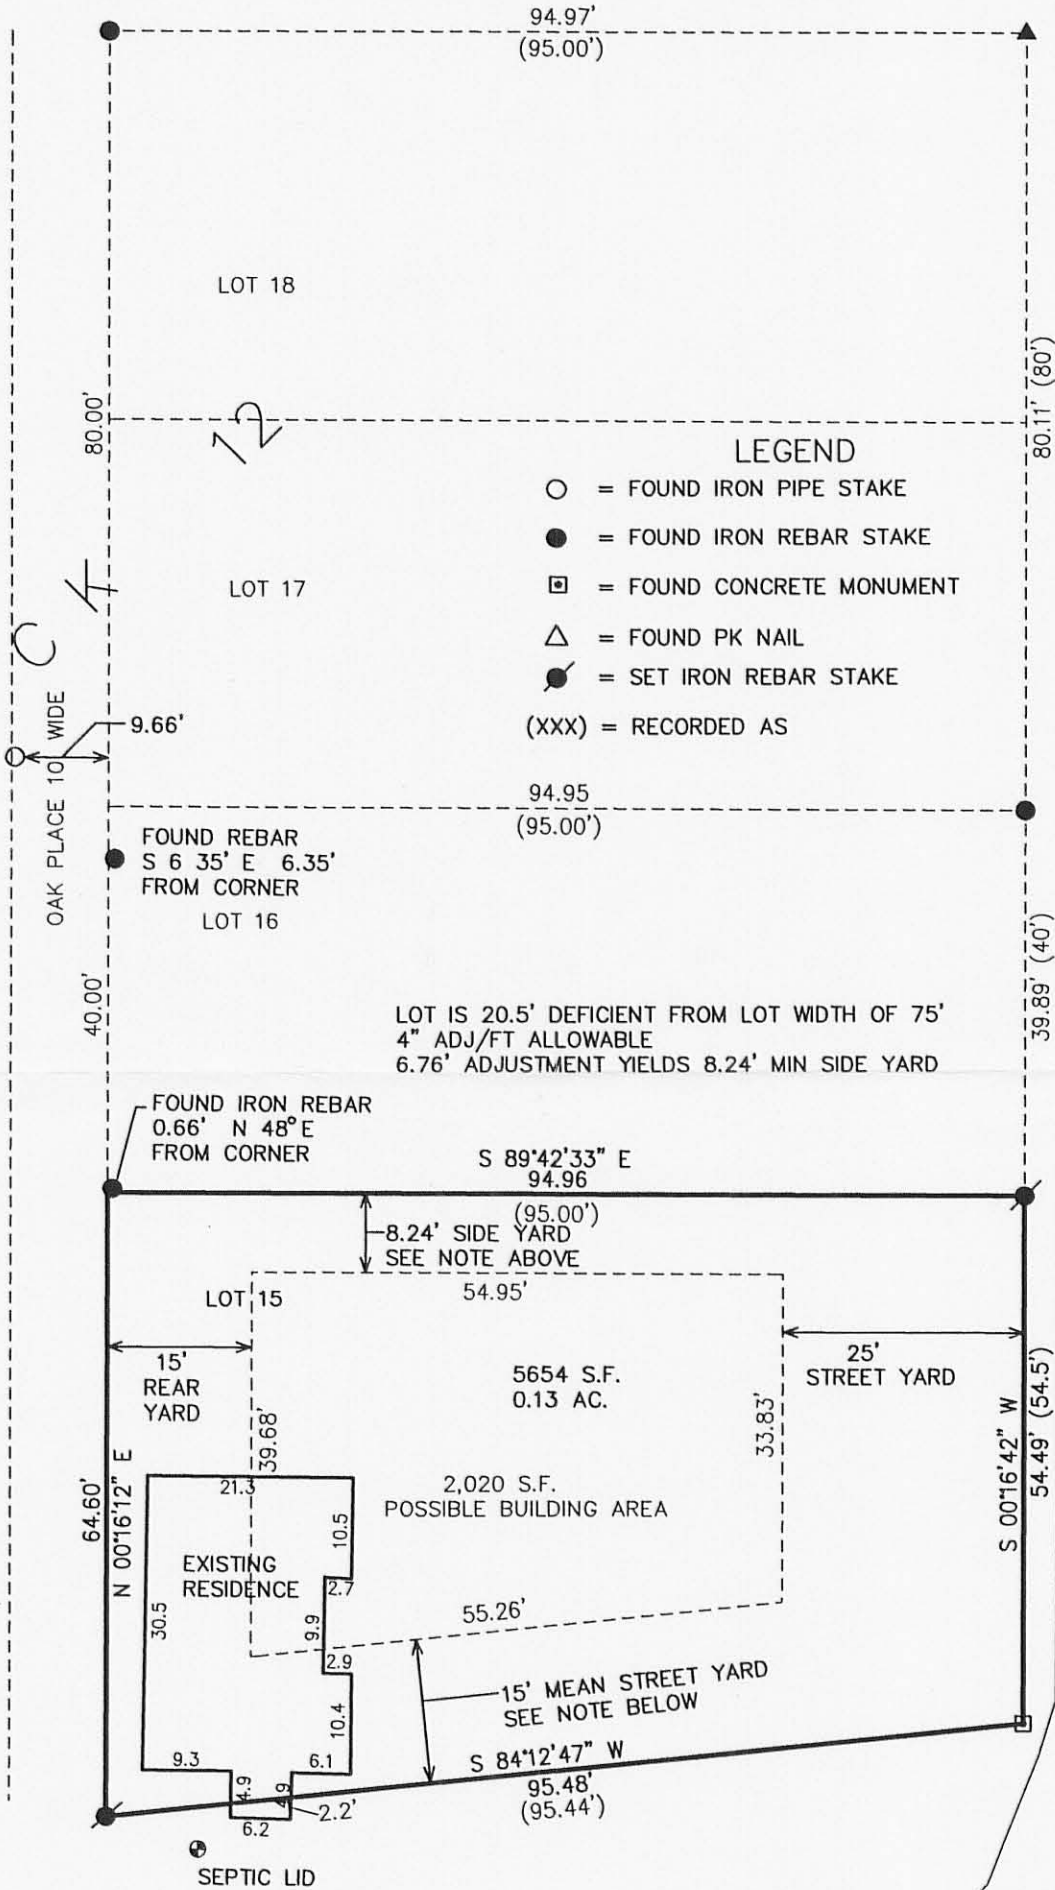 94.97'
(95.00')
LOT 18
80.00'
80.11' (80')
12
LEGEND
= FOUND IRON PIPE STAKE
= FOUND IRON REBAR STAKE
= FOUND CONCRETE MONUMENT
= FOUND PK NAIL
= SET IRON REBAR STAKE
(XXX) = RECORDED AS
K
LOT 17
C
OAK PLACE 10' WIDE
9.66'
94.95
(95.00')
FOUND REBAR
S 6 35' E 6.35'
FROM CORNER
LOT 16
40.00'
39.89' (40')
LOT IS 20.5' DEFICIENT FROM LOT WIDTH OF 75'
4" ADJ/FT ALLOWABLE
6.76' ADJUSTMENT YIELDS 8.24' MIN SIDE YARD
FOUND IRON REBAR
0.66' N 48° E
FROM CORNER
S 89°42'33" E
94.96
(95.00')
8.24' SIDE YARD
SEE NOTE ABOVE
54.95'
LOT 15
15'
REAR
YARD
5654 S.F.
0.13 AC.
25'
STREET YARD
39.68'
33.83'
64.60'
N 00°16'12" E
S 00°16'42" W
54.49' (54.5')
21.3
2,020 S.F.
POSSIBLE BUILDING AREA
10.5
EXISTING
RESIDENCE
2.7
30.5
9.9
55.26'
2.9
15' MEAN STREET YARD
SEE NOTE BELOW
10.4
9.3
6.1
S 84°12'47" W
95.48'
(95.44')
4.9
4.9
2.2'
6.2
SEPTIC LID